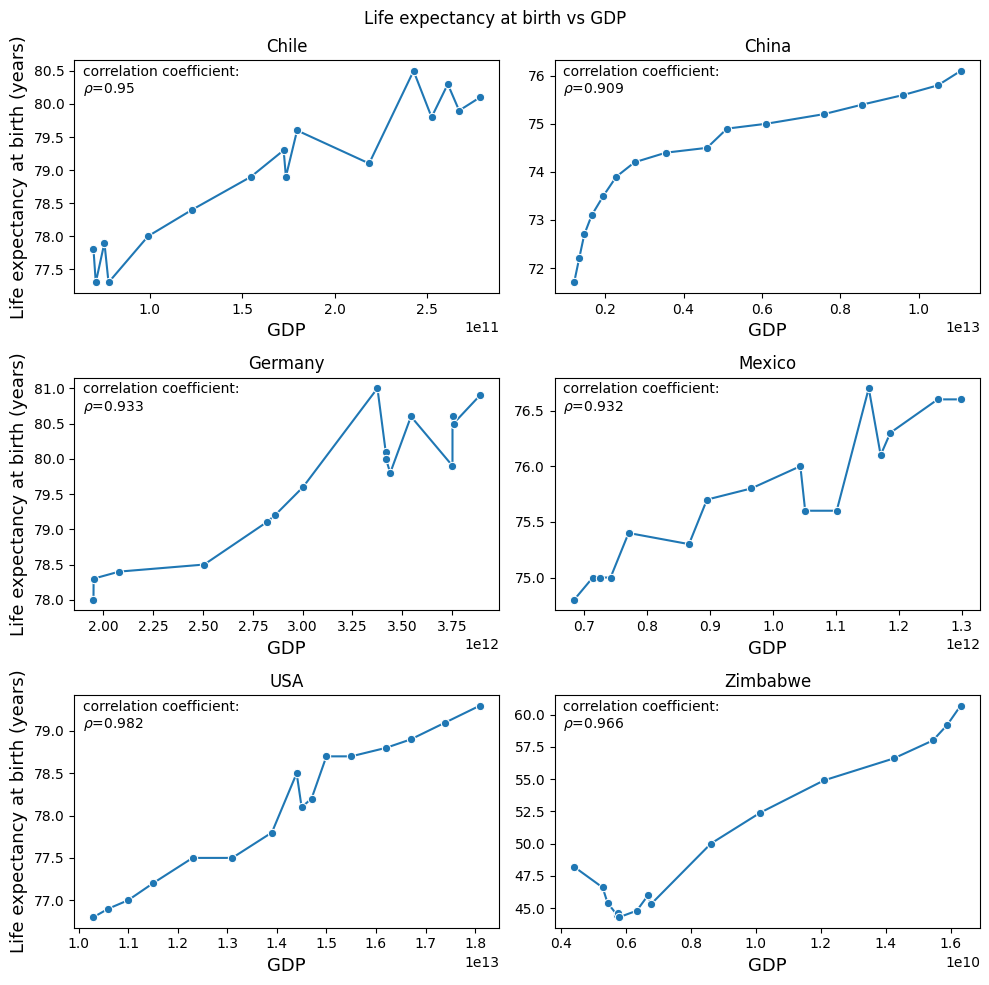 Life expectancy at birth vs GDP
Chile
Life expectancy at birth (years)
80.5
80.0
79.5
79.0
78.5
78.0
77.5
correlation coefficient:
ρ=0.95
1.0 1.5 2.0 2.5
1e11
GDP
China
76
75
74
73
72
correlation coefficient:
ρ=0.909
0.2 0.4 0.6 0.8 1.0
1e13
GDP
Germany
Life expectancy at birth (years)
81.0
80.5
80.0
79.5
79.0
78.5
78.0
correlation coefficient:
ρ=0.933
2.00 2.25 2.50 2.75 3.00 3.25 3.50 3.75
1e12
GDP
Mexico
76.5
76.0
75.5
75.0
correlation coefficient:
ρ=0.932
0.7 0.8 0.9 1.0 1.1 1.2 1.3
1e12
GDP
USA
Life expectancy at birth (years)
79.0
78.5
78.0
77.5
77.0
correlation coefficient:
ρ=0.982
1.0 1.1 1.2 1.3 1.4 1.5 1.6 1.7 1.8
1e13
GDP
Zimbabwe
60.0
57.5
55.0
52.5
50.0
47.5
45.0
correlation coefficient:
ρ=0.966
0.4 0.6 0.8 1.0 1.2 1.4 1.6
1e10
GDP